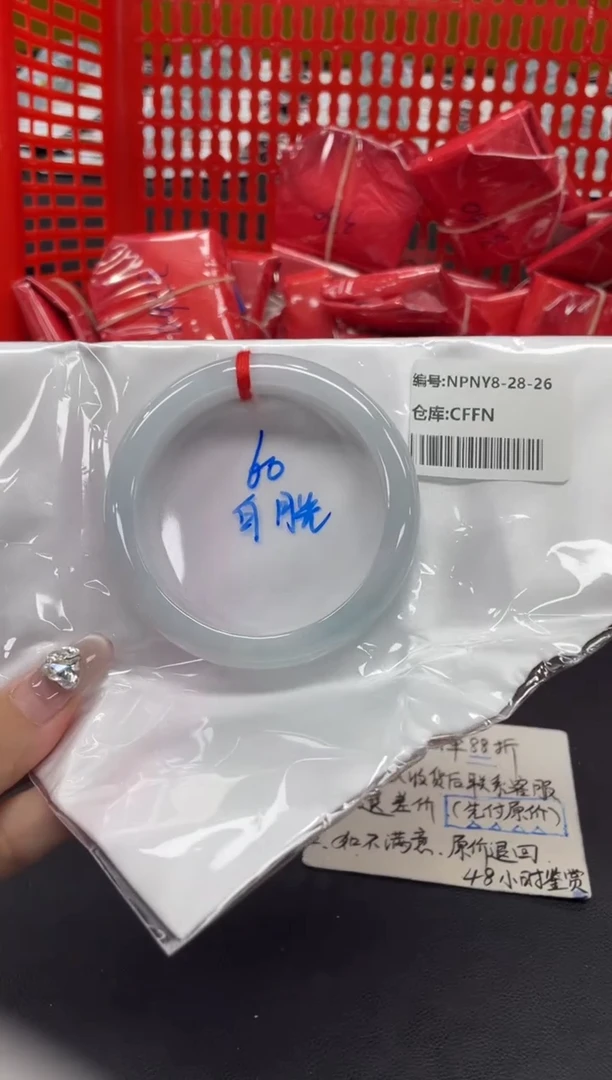 编号:NPNY8-28-26
仓库:CFFN
60
月胱
88折
收货后联系客服
退差价(先付原价)
如不满意、原价退回
48小时鉴赏